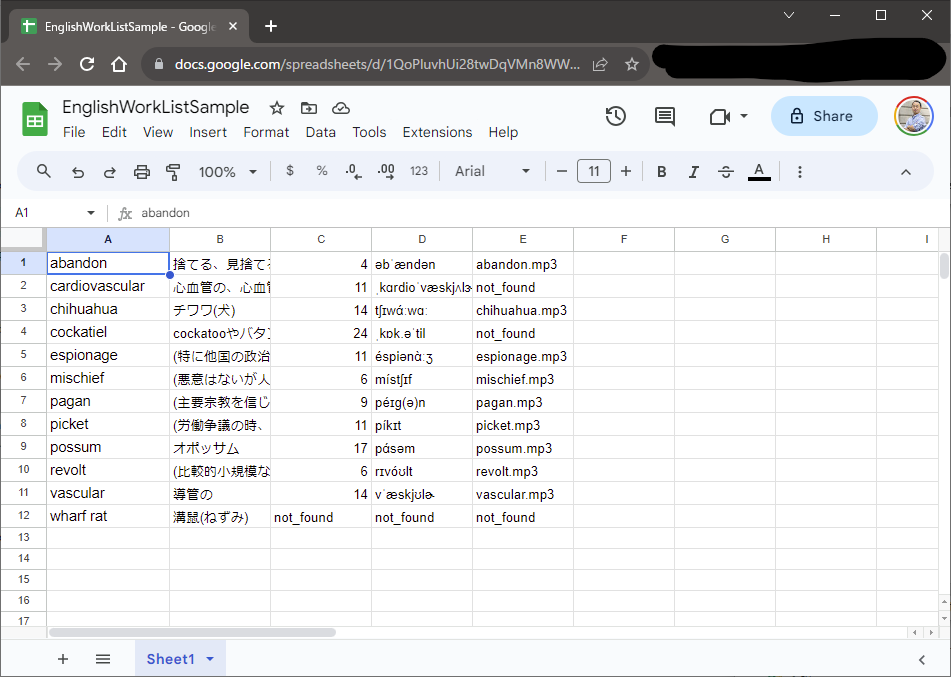 EnglishWorkListSample - Google
docs.google.com/spreadsheets/d/1QoPluvhUi28twDqVMn8WW...
EnglishWorkListSample
File Edit View Insert Format Data Tools Extensions Help
Share
100% $ % .0 .00 123 Arial 11 B I S A
A1 fx abandon
A B C D E F G H I
1 abandon 捨てる、見捨てる 4 əbˈændən abandon.mp3
2 cardiovascular 心血管の、心血管 11 ˌkɑrdioˈvæskjʌlɚ not_found
3 chihuahua チワワ(犬) 14 tʃɪwάːwɑː chihuahua.mp3
4 cockatiel cockatooやバタン 24 ˌkɒk.əˈtil not_found
5 espionage (特に他国の政治 11 éspiənὰːʒ espionage.mp3
6 mischief (悪意はないが人 6 místʃɪf mischief.mp3
7 pagan (主要宗教を信じ 9 péɪg(ə)n pagan.mp3
8 picket (労働争議の時、 11 píkɪt picket.mp3
9 possum オポッサム 17 pάsəm possum.mp3
10 revolt (比較的小規模な 6 rɪvóʊlt revolt.mp3
11 vascular 導管の 14 vˈæskjʊlɚ vascular.mp3
12 wharf rat 溝鼠(ねずみ) not_found not_found not_found
13
14
15
16
17
Sheet1